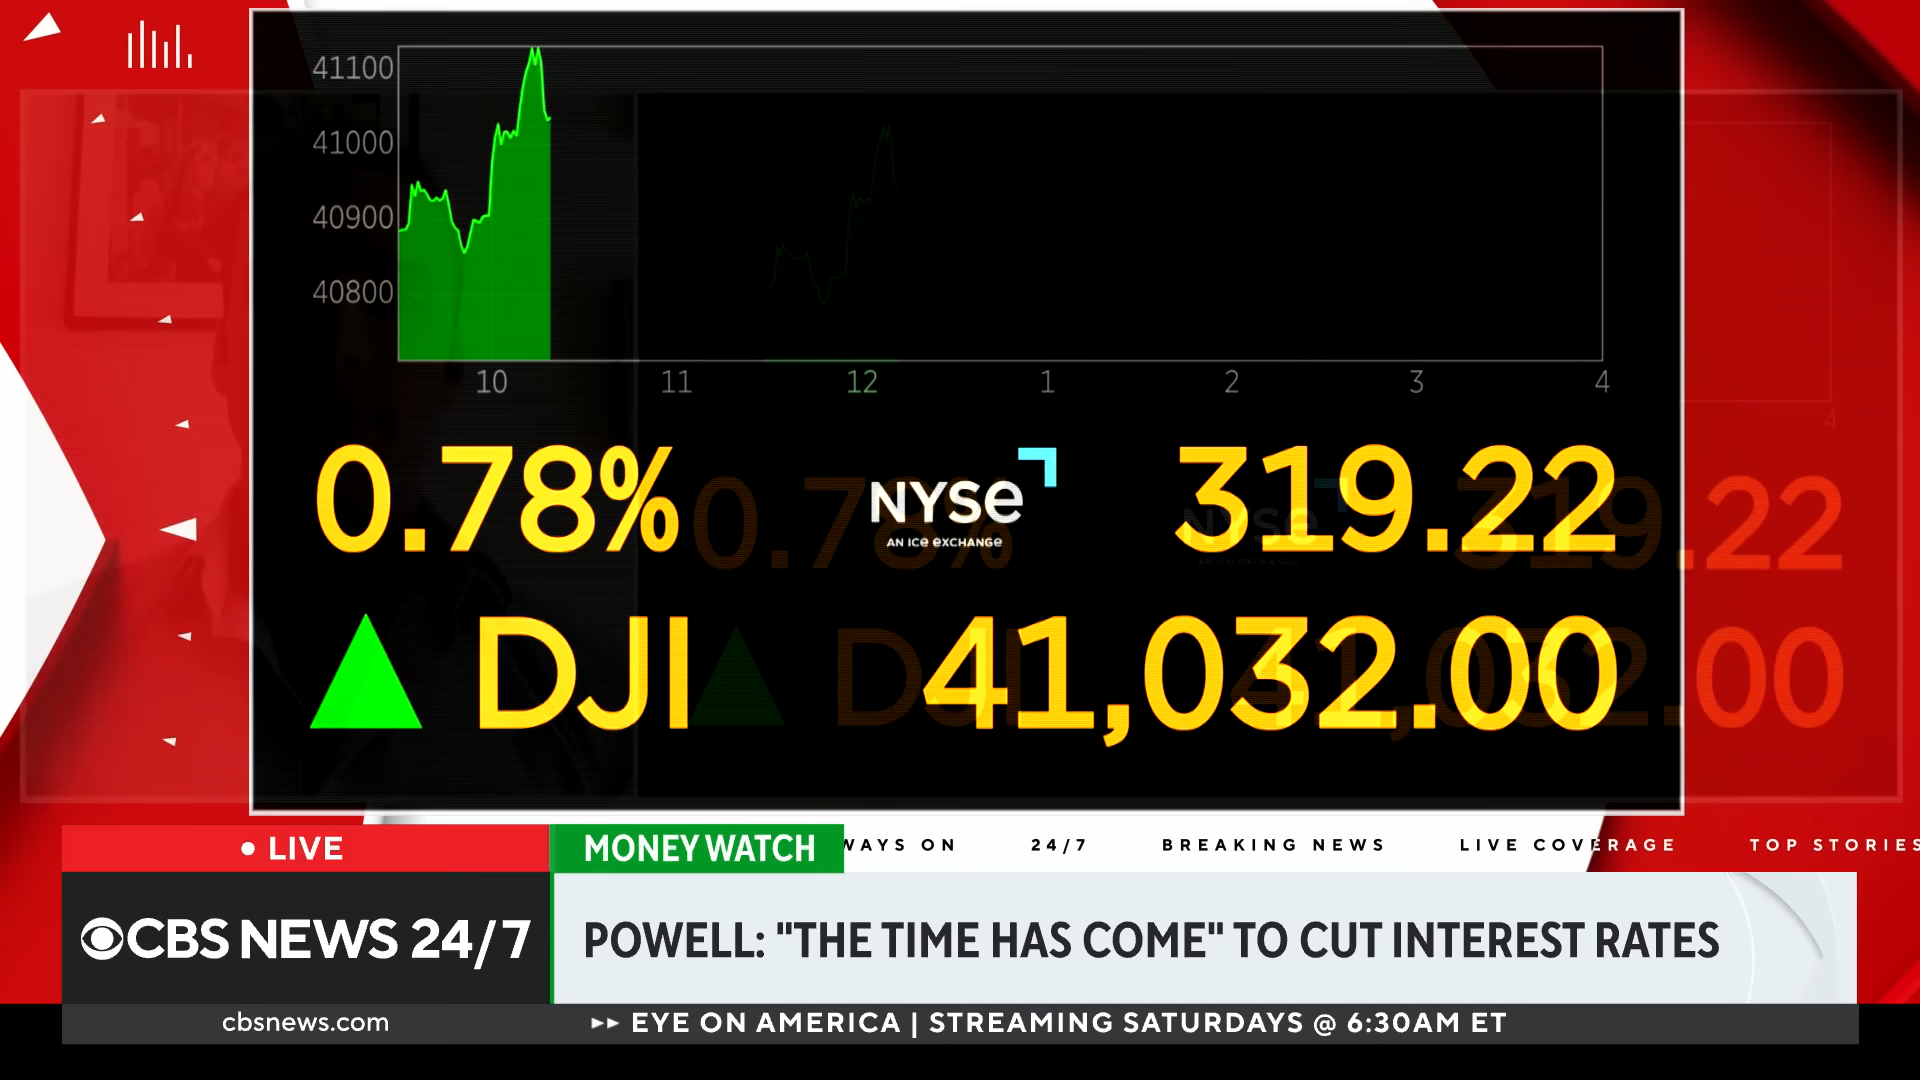 41100
41000
40900
40800
10 11 12 1 2 3 4
0.78% NYSE 319.22
AN ICE EXCHANGE
DJI 41,032.00
LIVE
MONEY WATCH
WAYS ON 24/7 BREAKING NEWS LIVE COVERAGE TOP STORIES
CBS NEWS 24/7
POWELL: "THE TIME HAS COME" TO CUT INTEREST RATES
cbsnews.com
EYE ON AMERICA | STREAMING SATURDAYS @ 6:30AM ET